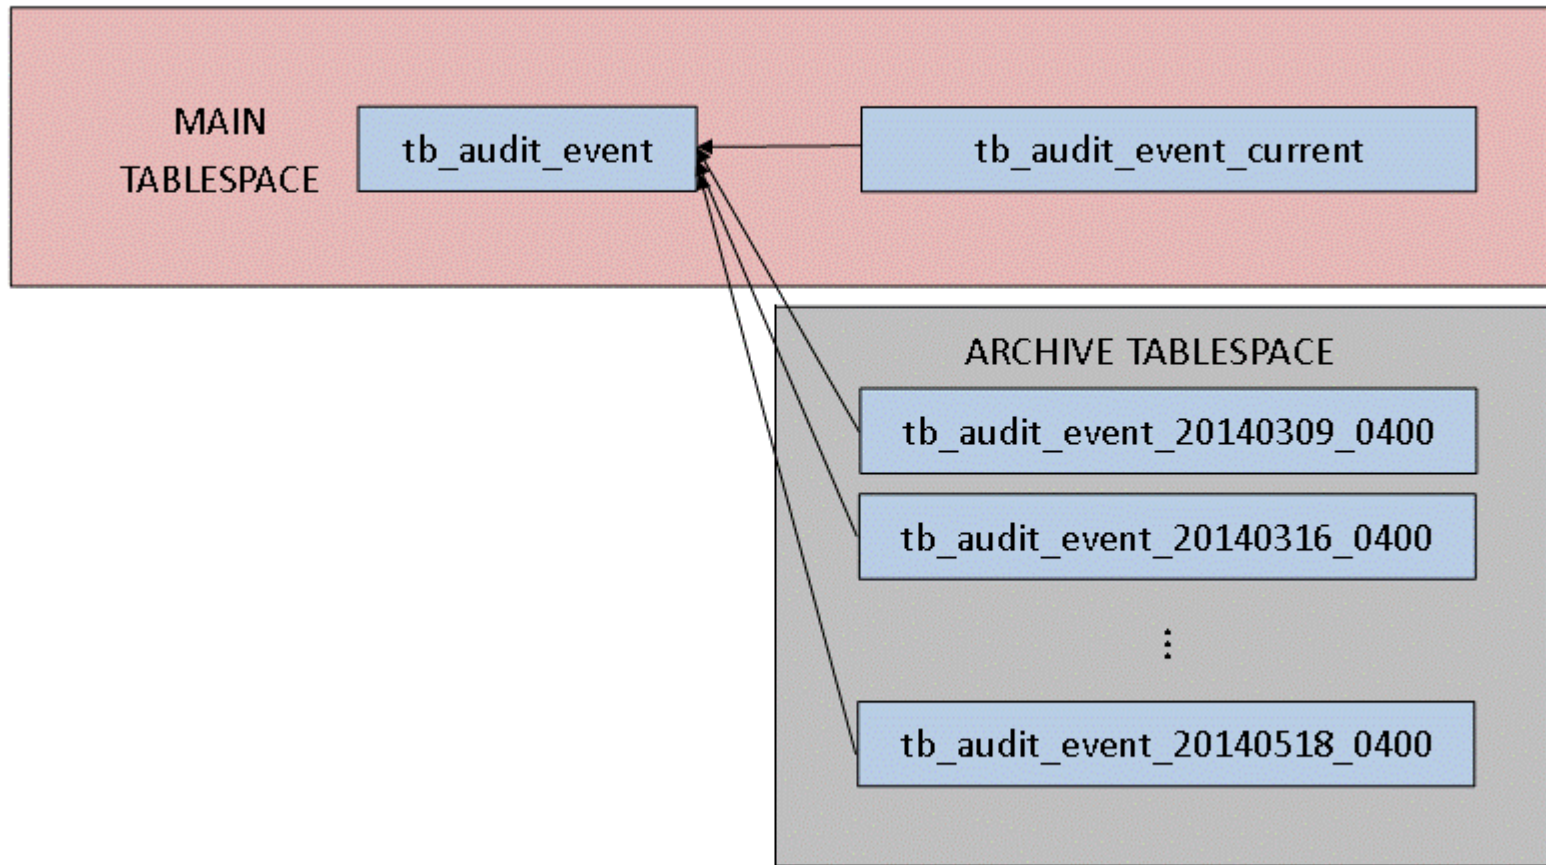 MAIN
TABLESPACE
tb_audit_event
tb_audit_event_current
ARCHIVE TABLESPACE
tb_audit_event_20140309_0400
tb_audit_event_20140316_0400
⋮
tb_audit_event_20140518_0400